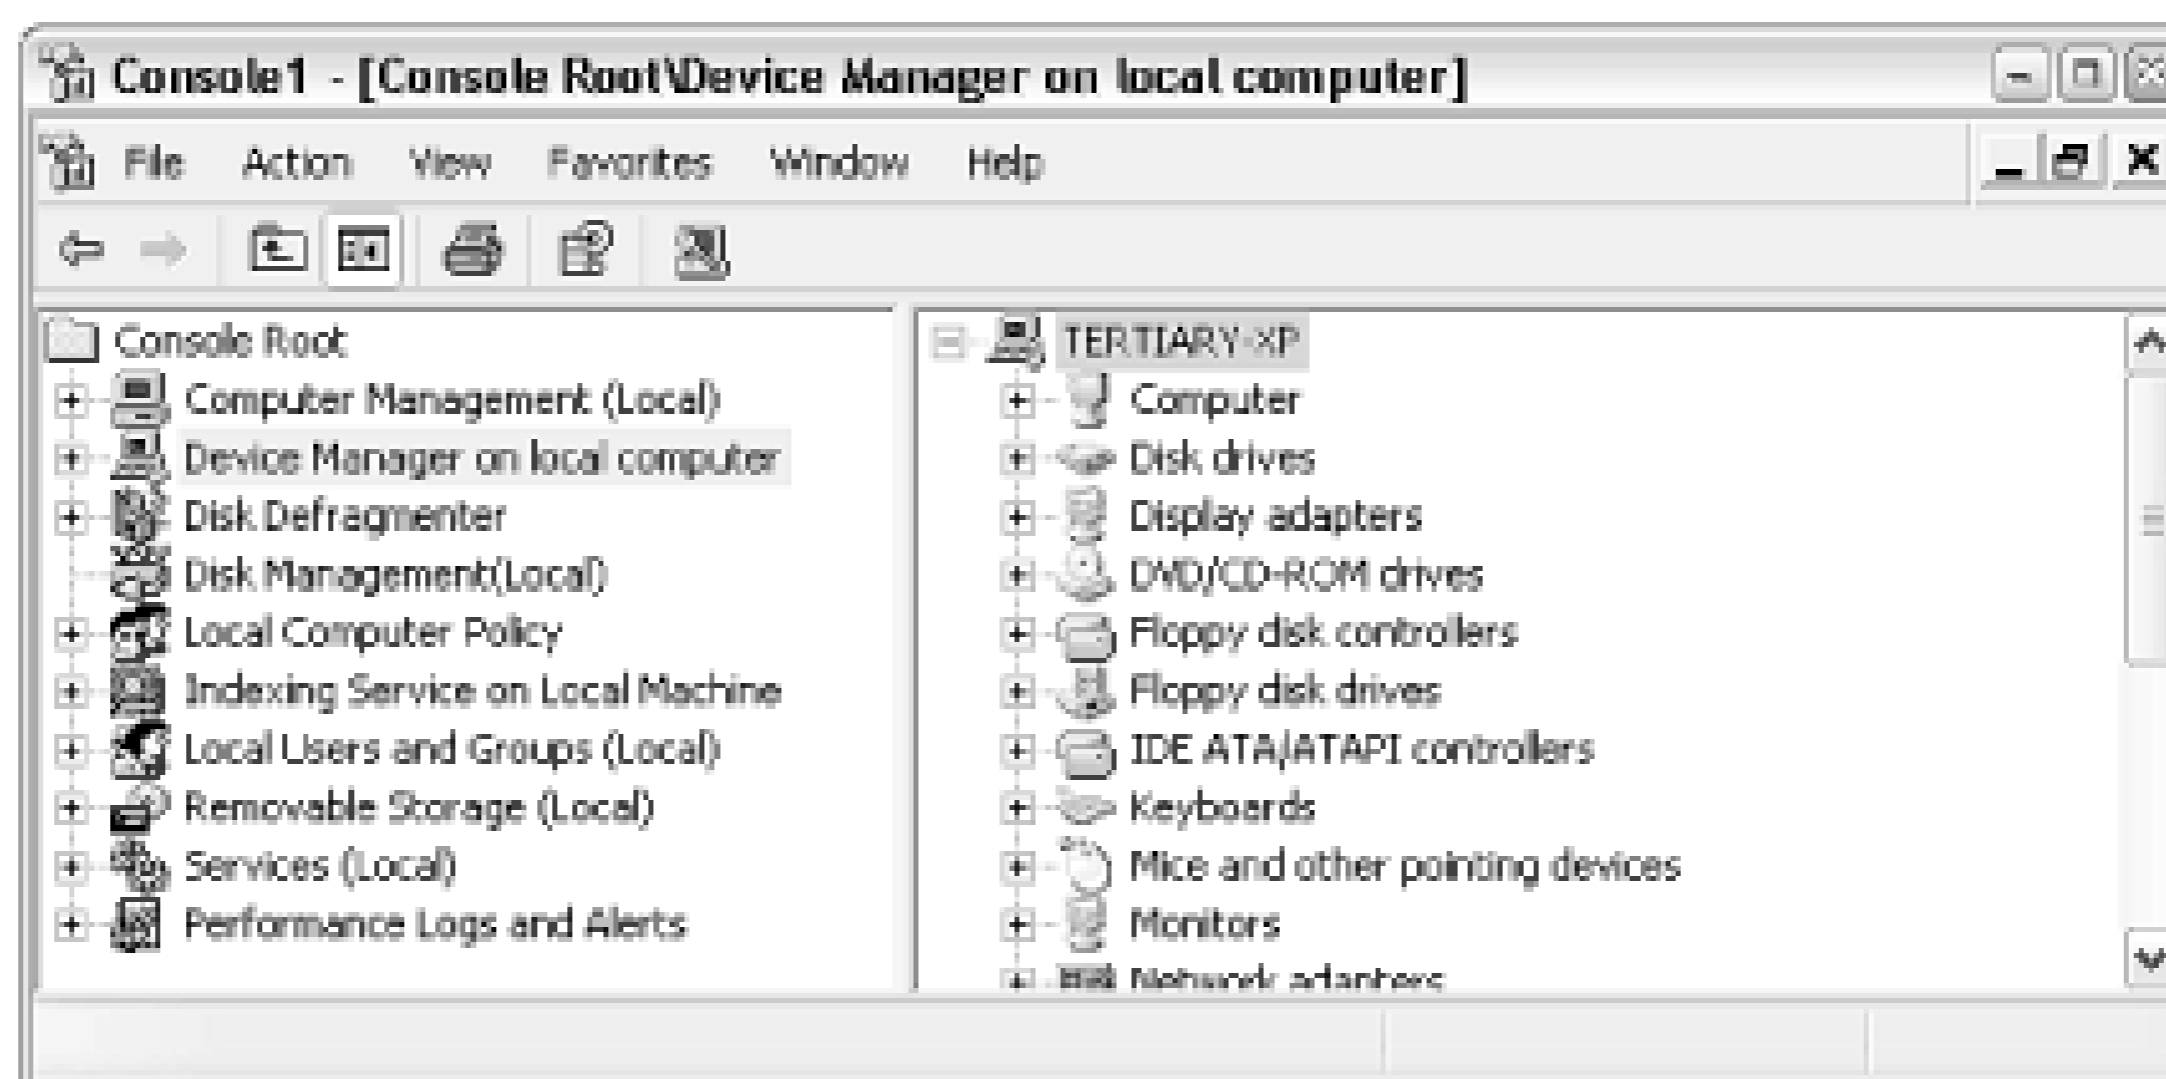 Console1 - [Console Root\Device Manager on local computer]
File Action View Favorites Window Help
Console Root
Computer Management (Local)
Device Manager on local computer
Disk Defragmenter
Disk Management(Local)
Local Computer Policy
Indexing Service on Local Machine
Local Users and Groups (Local)
Removable Storage (Local)
Services (Local)
Performance Logs and Alerts
TERTIARY-XP
Computer
Disk drives
Display adapters
DVD/CD-ROM drives
Floppy disk controllers
Floppy disk drives
IDE ATA/ATAPI controllers
Keyboards
Mice and other pointing devices
Monitors
Network adapters